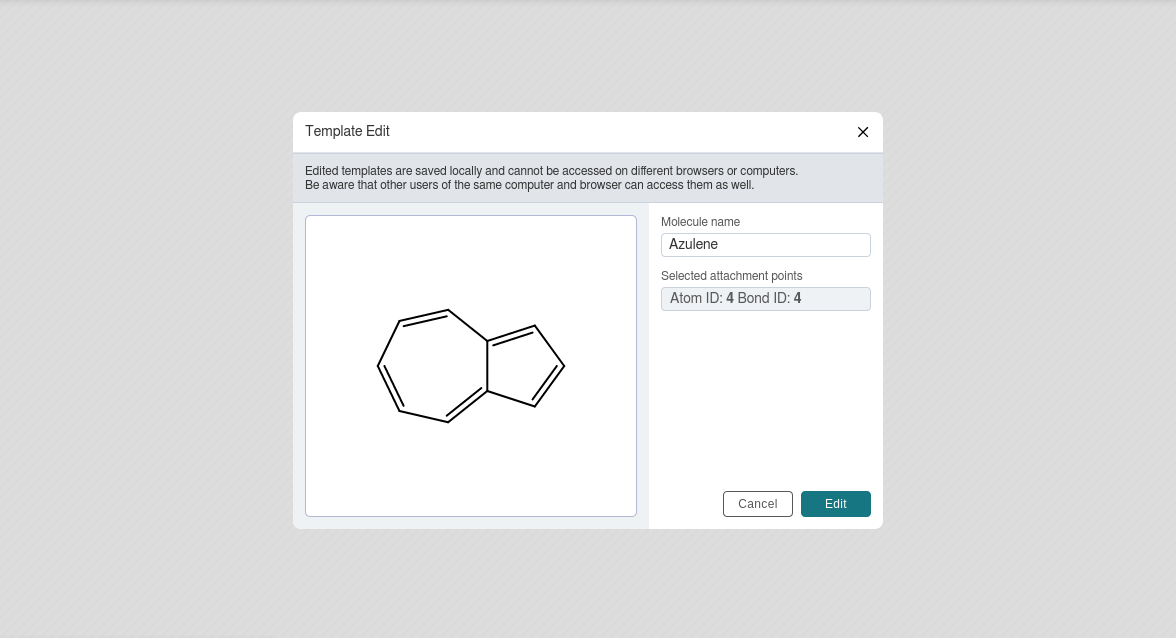 Template Edit
Edited templates are saved locally and cannot be accessed on different browsers or computers.
Be aware that other users of the same computer and browser can access them as well.
Molecule name
Azulene
Selected attachment points
Atom ID: 4 Bond ID: 4
Cancel
Edit